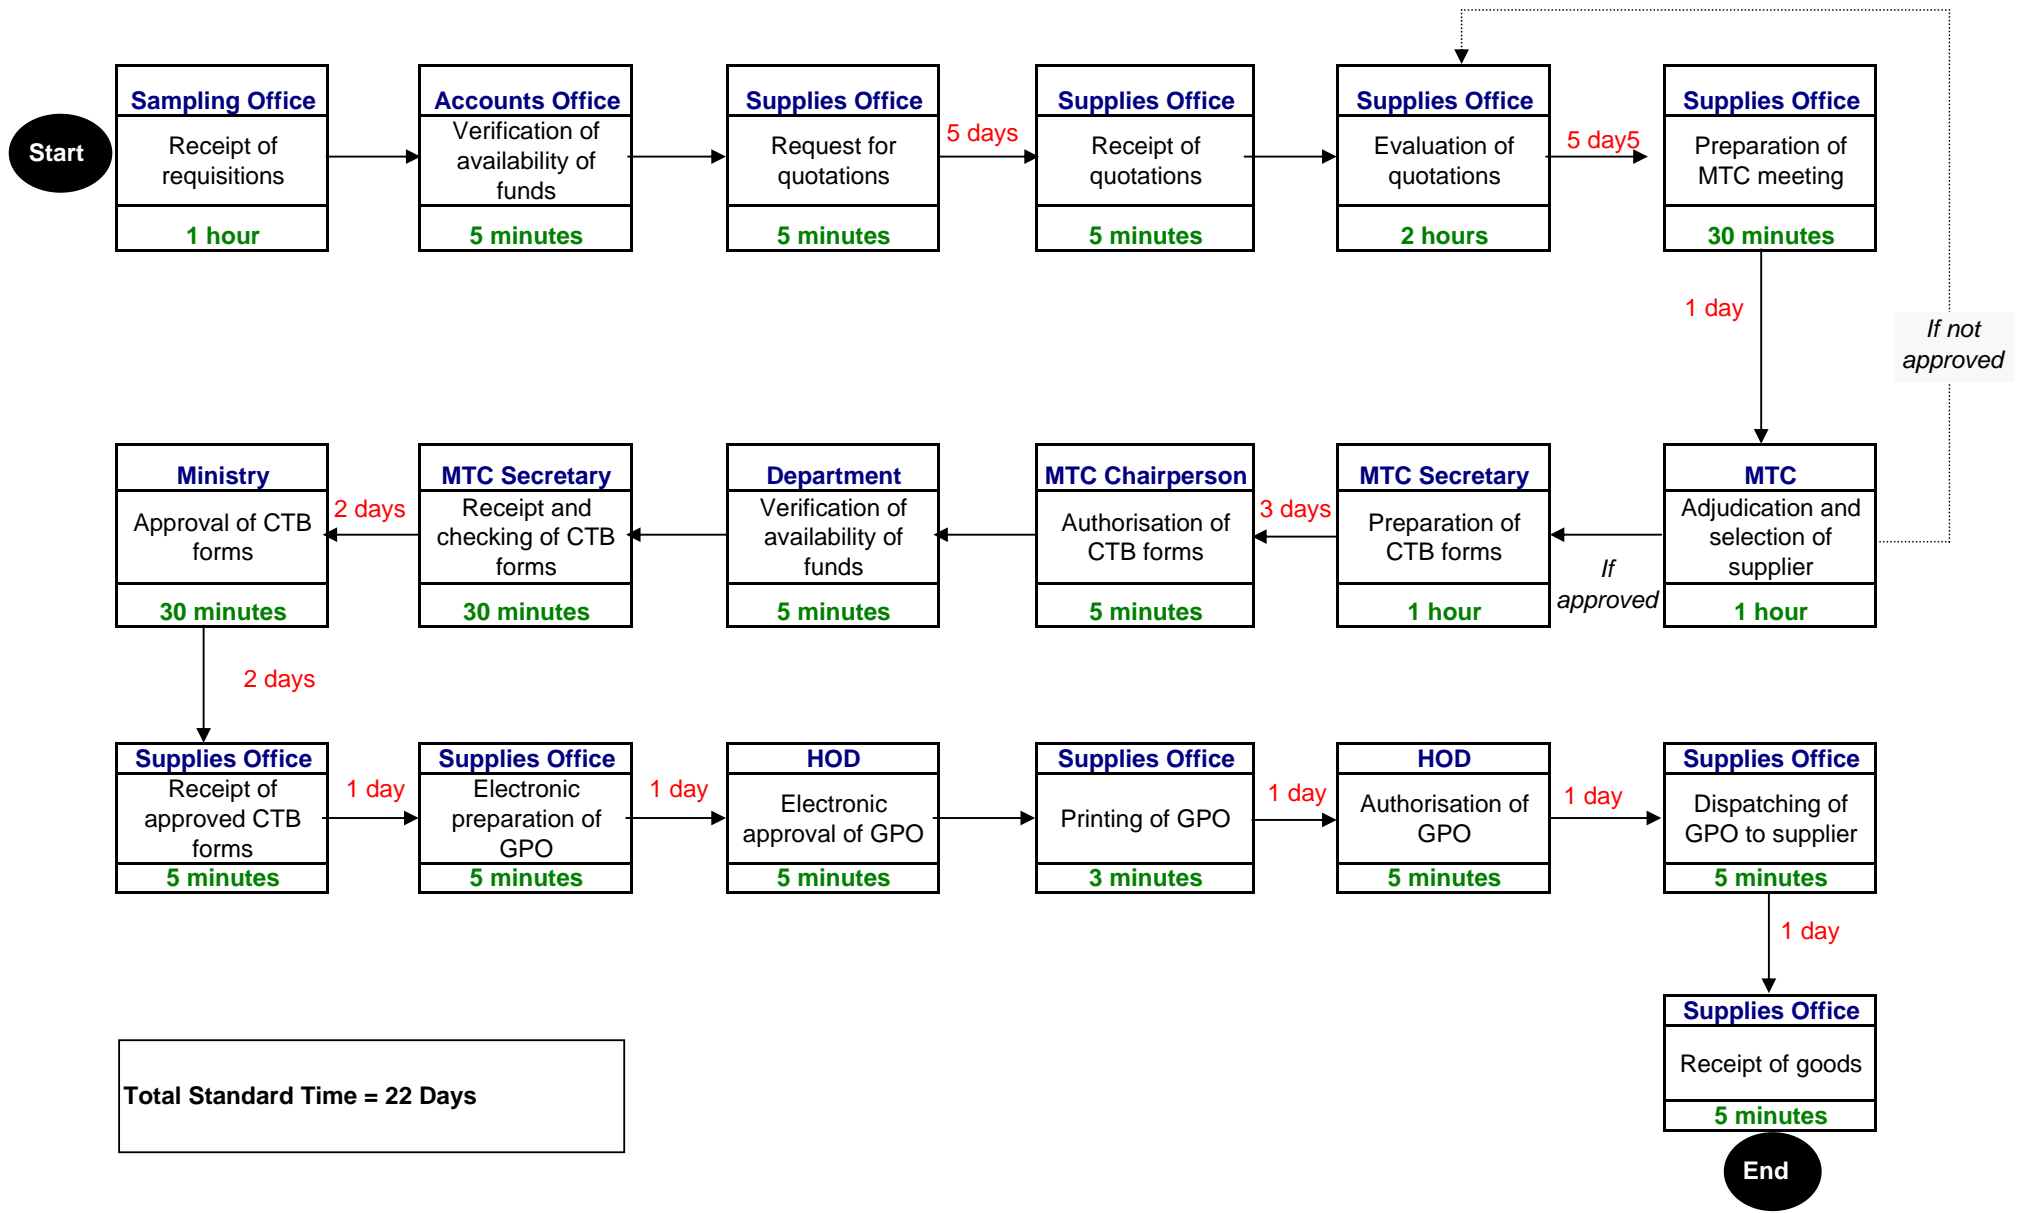 Start
Sampling Office
Receipt of
requisitions
1 hour
Accounts Office
Verification of
availability of
funds
5 minutes
Supplies Office
Request for
quotations
5 minutes
5 days
Supplies Office
Receipt of
quotations
5 minutes
Supplies Office
Evaluation of
quotations
2 hours
5 day5
Supplies Office
Preparation of
MTC meeting
30 minutes
1 day
If not
approved
MTC
Adjudication and
selection of
supplier
1 hour
If
approved
MTC Secretary
Preparation of
CTB forms
1 hour
3 days
MTC Chairperson
Authorisation of
CTB forms
5 minutes
Department
Verification of
availability of
funds
5 minutes
MTC Secretary
Receipt and
checking of CTB
forms
30 minutes
2 days
Ministry
Approval of CTB
forms
30 minutes
2 days
Supplies Office
Receipt of
approved CTB
forms
5 minutes
1 day
Supplies Office
Electronic
preparation of
GPO
5 minutes
1 day
HOD
Electronic
approval of GPO
5 minutes
Supplies Office
Printing of GPO
3 minutes
1 day
HOD
Authorisation of
GPO
5 minutes
1 day
Supplies Office
Dispatching of
GPO to supplier
5 minutes
1 day
Supplies Office
Receipt of goods
5 minutes
End
Total Standard Time = 22 Days